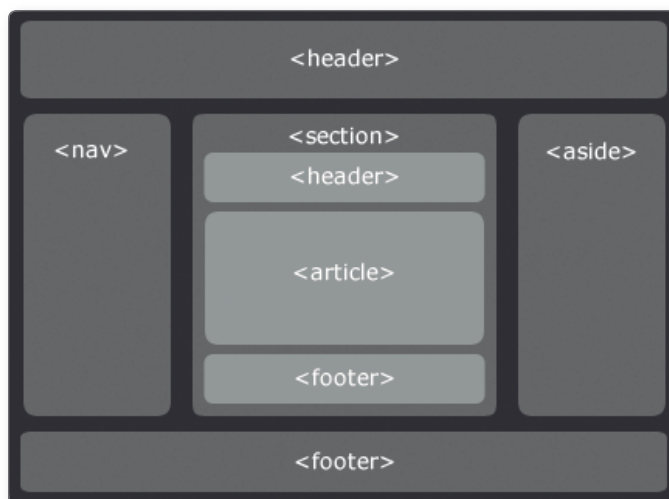 <header>
<nav>
<section>
<aside>
<header>
<article>
<footer>
<footer>